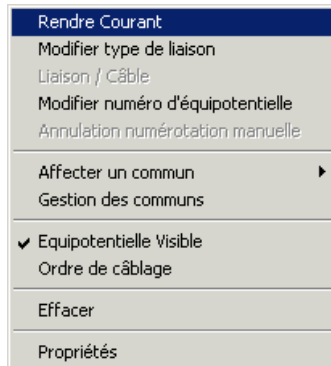 Rendre Courant
Modifier type de liaison
Liaison / Câble
Modifier numéro d'équipotentielle
Annulation numérotation manuelle
Affecter un commun
Gestion des communs
Equipotentielle Visible
Ordre de câblage
Effacer
Propriétés